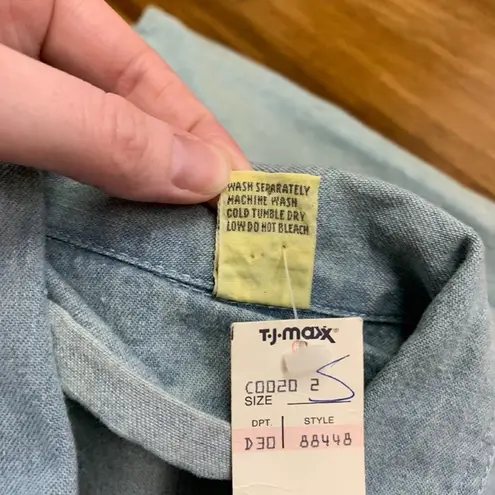 WASH SEPARATELY
MACHINE WASH
COLD TUMBLE DRY
LOW DO NOT BLEACH
T·J·maxx®
C0020 2 S
SIZE
DPT. STYLE
D30 88448